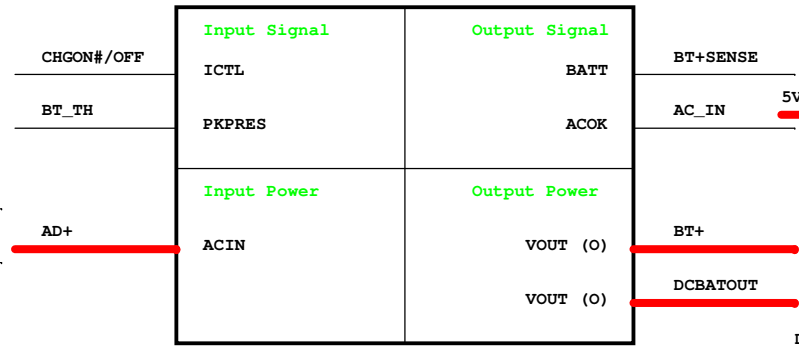 Input Signal Output Signal
CHGON#/OFF ICTL BATT BT+SENSE
BT_TH PKPRES ACOK AC_IN 5V
Input Power Output Power
AD+ ACIN VOUT (O) BT+
VOUT (O) DCBATOUT